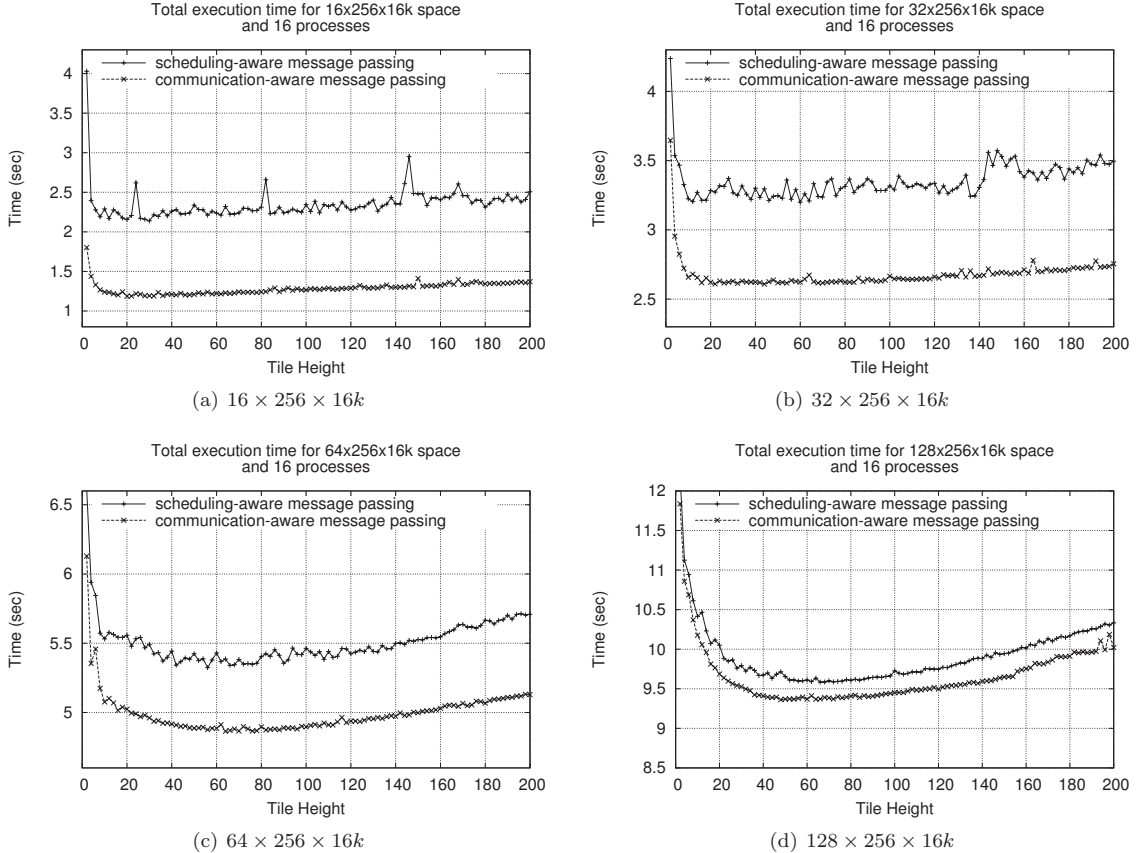 Total execution time for 16x256x16k space
and 16 processes
scheduling-aware message passing
communication-aware message passing
4
3.5
3
2.5
2
1.5
1
Time (sec)
0 20 40 60 80 100 120 140 160 180 200
Tile Height
(a) 16 × 256 × 16k
Total execution time for 32x256x16k space
and 16 processes
scheduling-aware message passing
communication-aware message passing
4
3.5
3
2.5
Time (sec)
0 20 40 60 80 100 120 140 160 180 200
Tile Height
(b) 32 × 256 × 16k
Total execution time for 64x256x16k space
and 16 processes
scheduling-aware message passing
communication-aware message passing
6.5
6
5.5
5
Time (sec)
0 20 40 60 80 100 120 140 160 180 200
Tile Height
(c) 64 × 256 × 16k
Total execution time for 128x256x16k space
and 16 processes
scheduling-aware message passing
communication-aware message passing
12
11.5
11
10.5
10
9.5
9
8.5
Time (sec)
0 20 40 60 80 100 120 140 160 180 200
Tile Height
(d) 128 × 256 × 16k